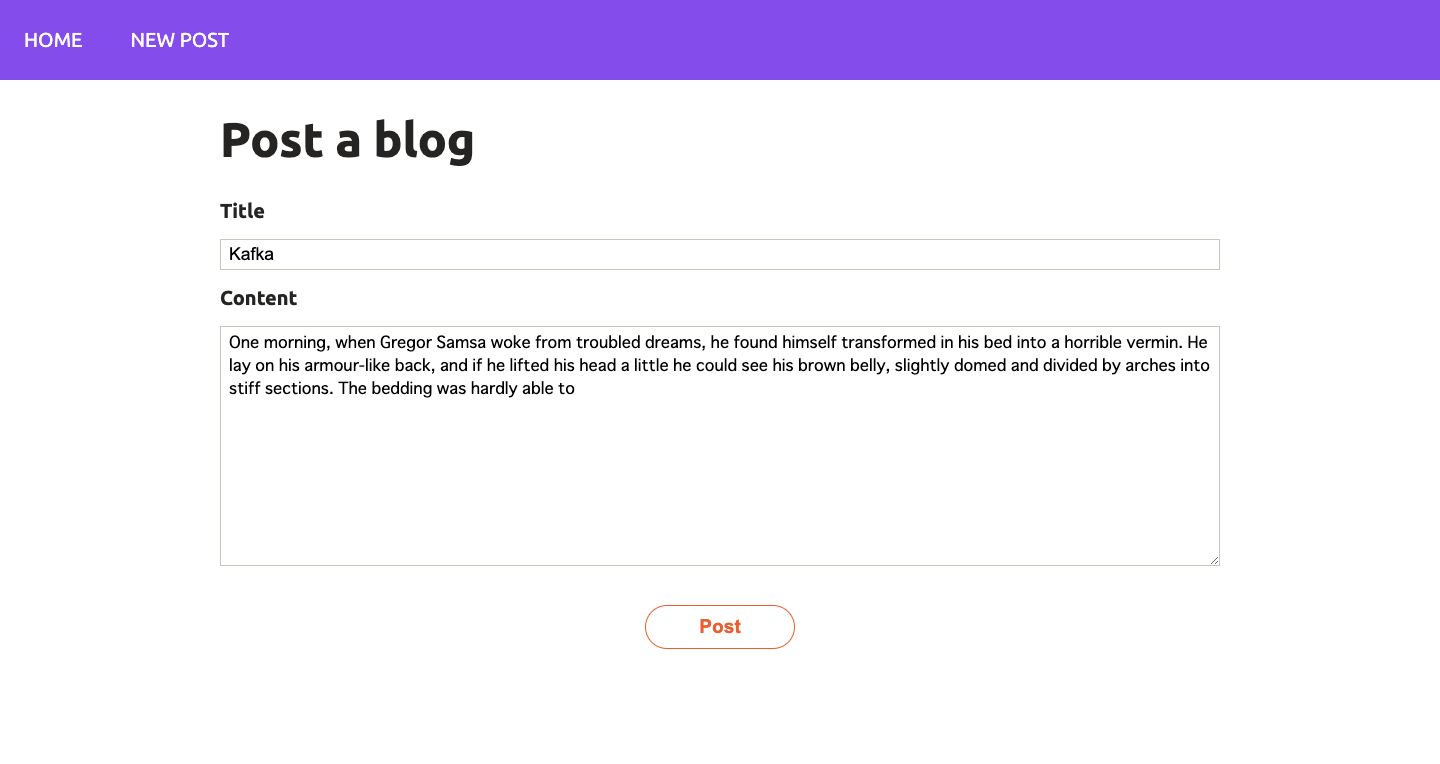 HOME NEW POST
Post a blog
Title
Kafka
Content
One morning, when Gregor Samsa woke from troubled dreams, he found himself transformed in his bed into a horrible vermin. He
lay on his armour-like back, and if he lifted his head a little he could see his brown belly, slightly domed and divided by arches into
stiff sections. The bedding was hardly able to
Post